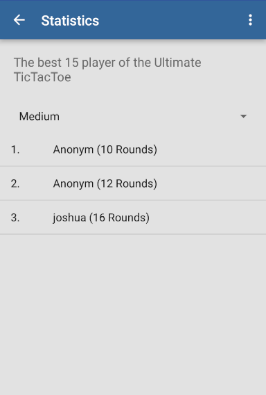 Statistics
The best 15 player of the Ultimate
TicTacToe
Medium
1. Anonym (10 Rounds)
2. Anonym (12 Rounds)
3. joshua (16 Rounds)